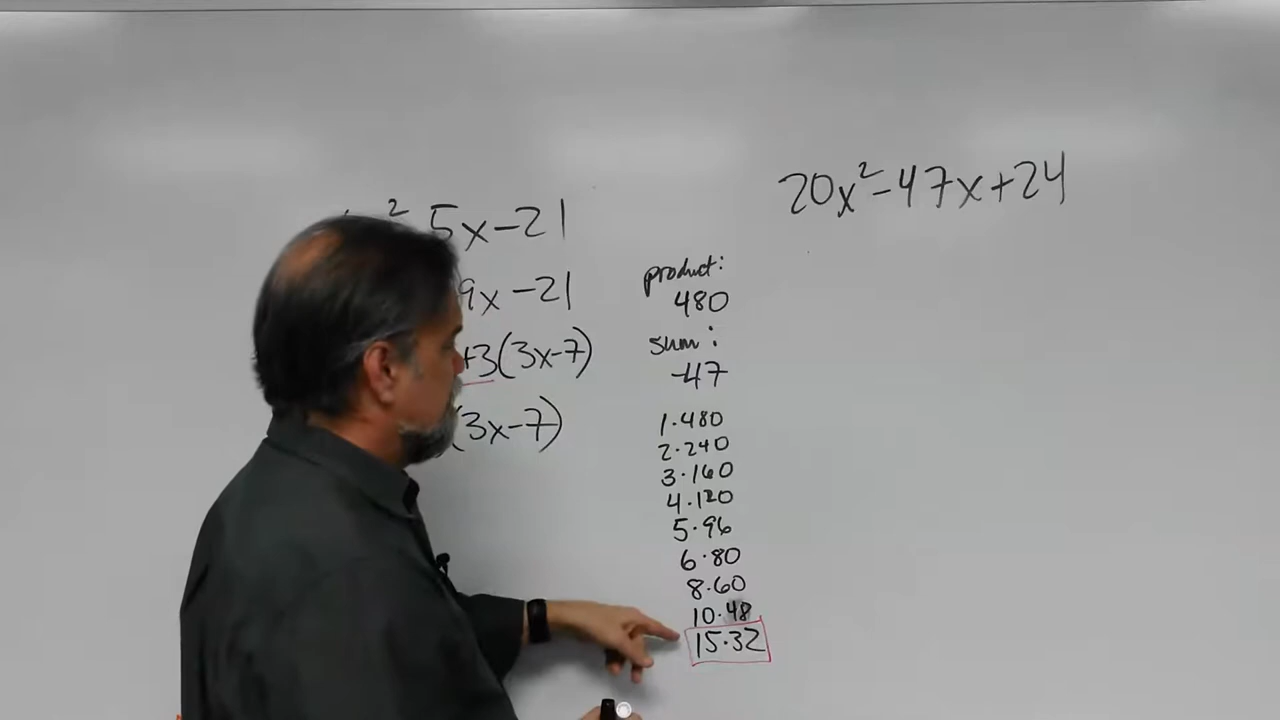 5x-21
9x-21
+3(3x-7)
(3x-7)
20x²-47x+24
product:
480
sum:
-47
1·480
2·240
3·160
4·120
5·96
6·80
8·60
10·48
15·32